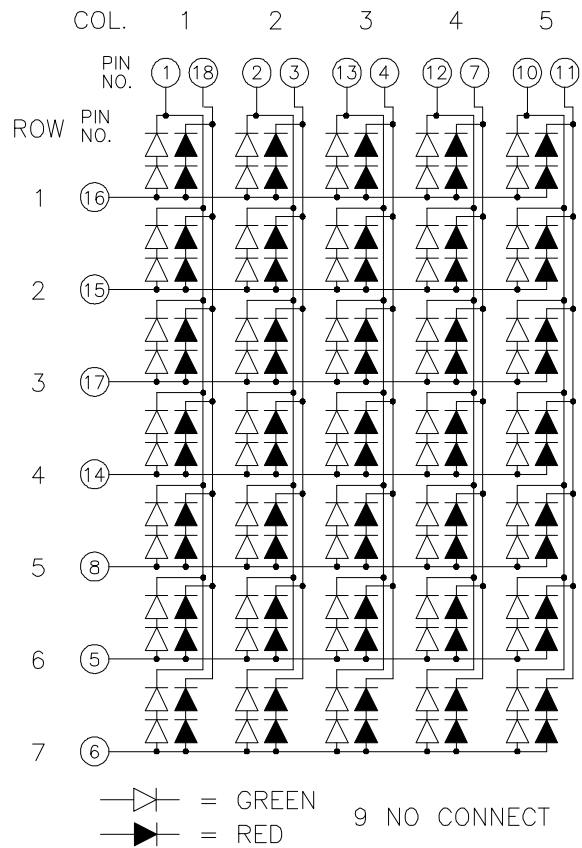 COL. 1 2 3 4 5
PIN NO. 1 18 2 3 13 4 12 7 10 11
ROW PIN NO.
1 16
2 15
3 17
4 14
5 8
6 5
7 6
= GREEN
= RED
9 NO CONNECT